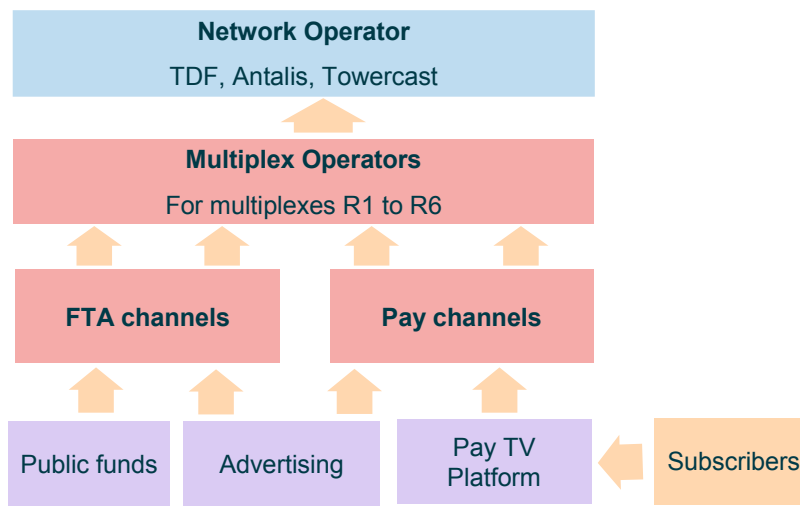 Network Operator
TDF, Antalis, Towercast
Multiplex Operators
For multiplexes R1 to R6
FTA channels
Pay channels
Public funds
Advertising
Pay TV
Platform
Subscribers